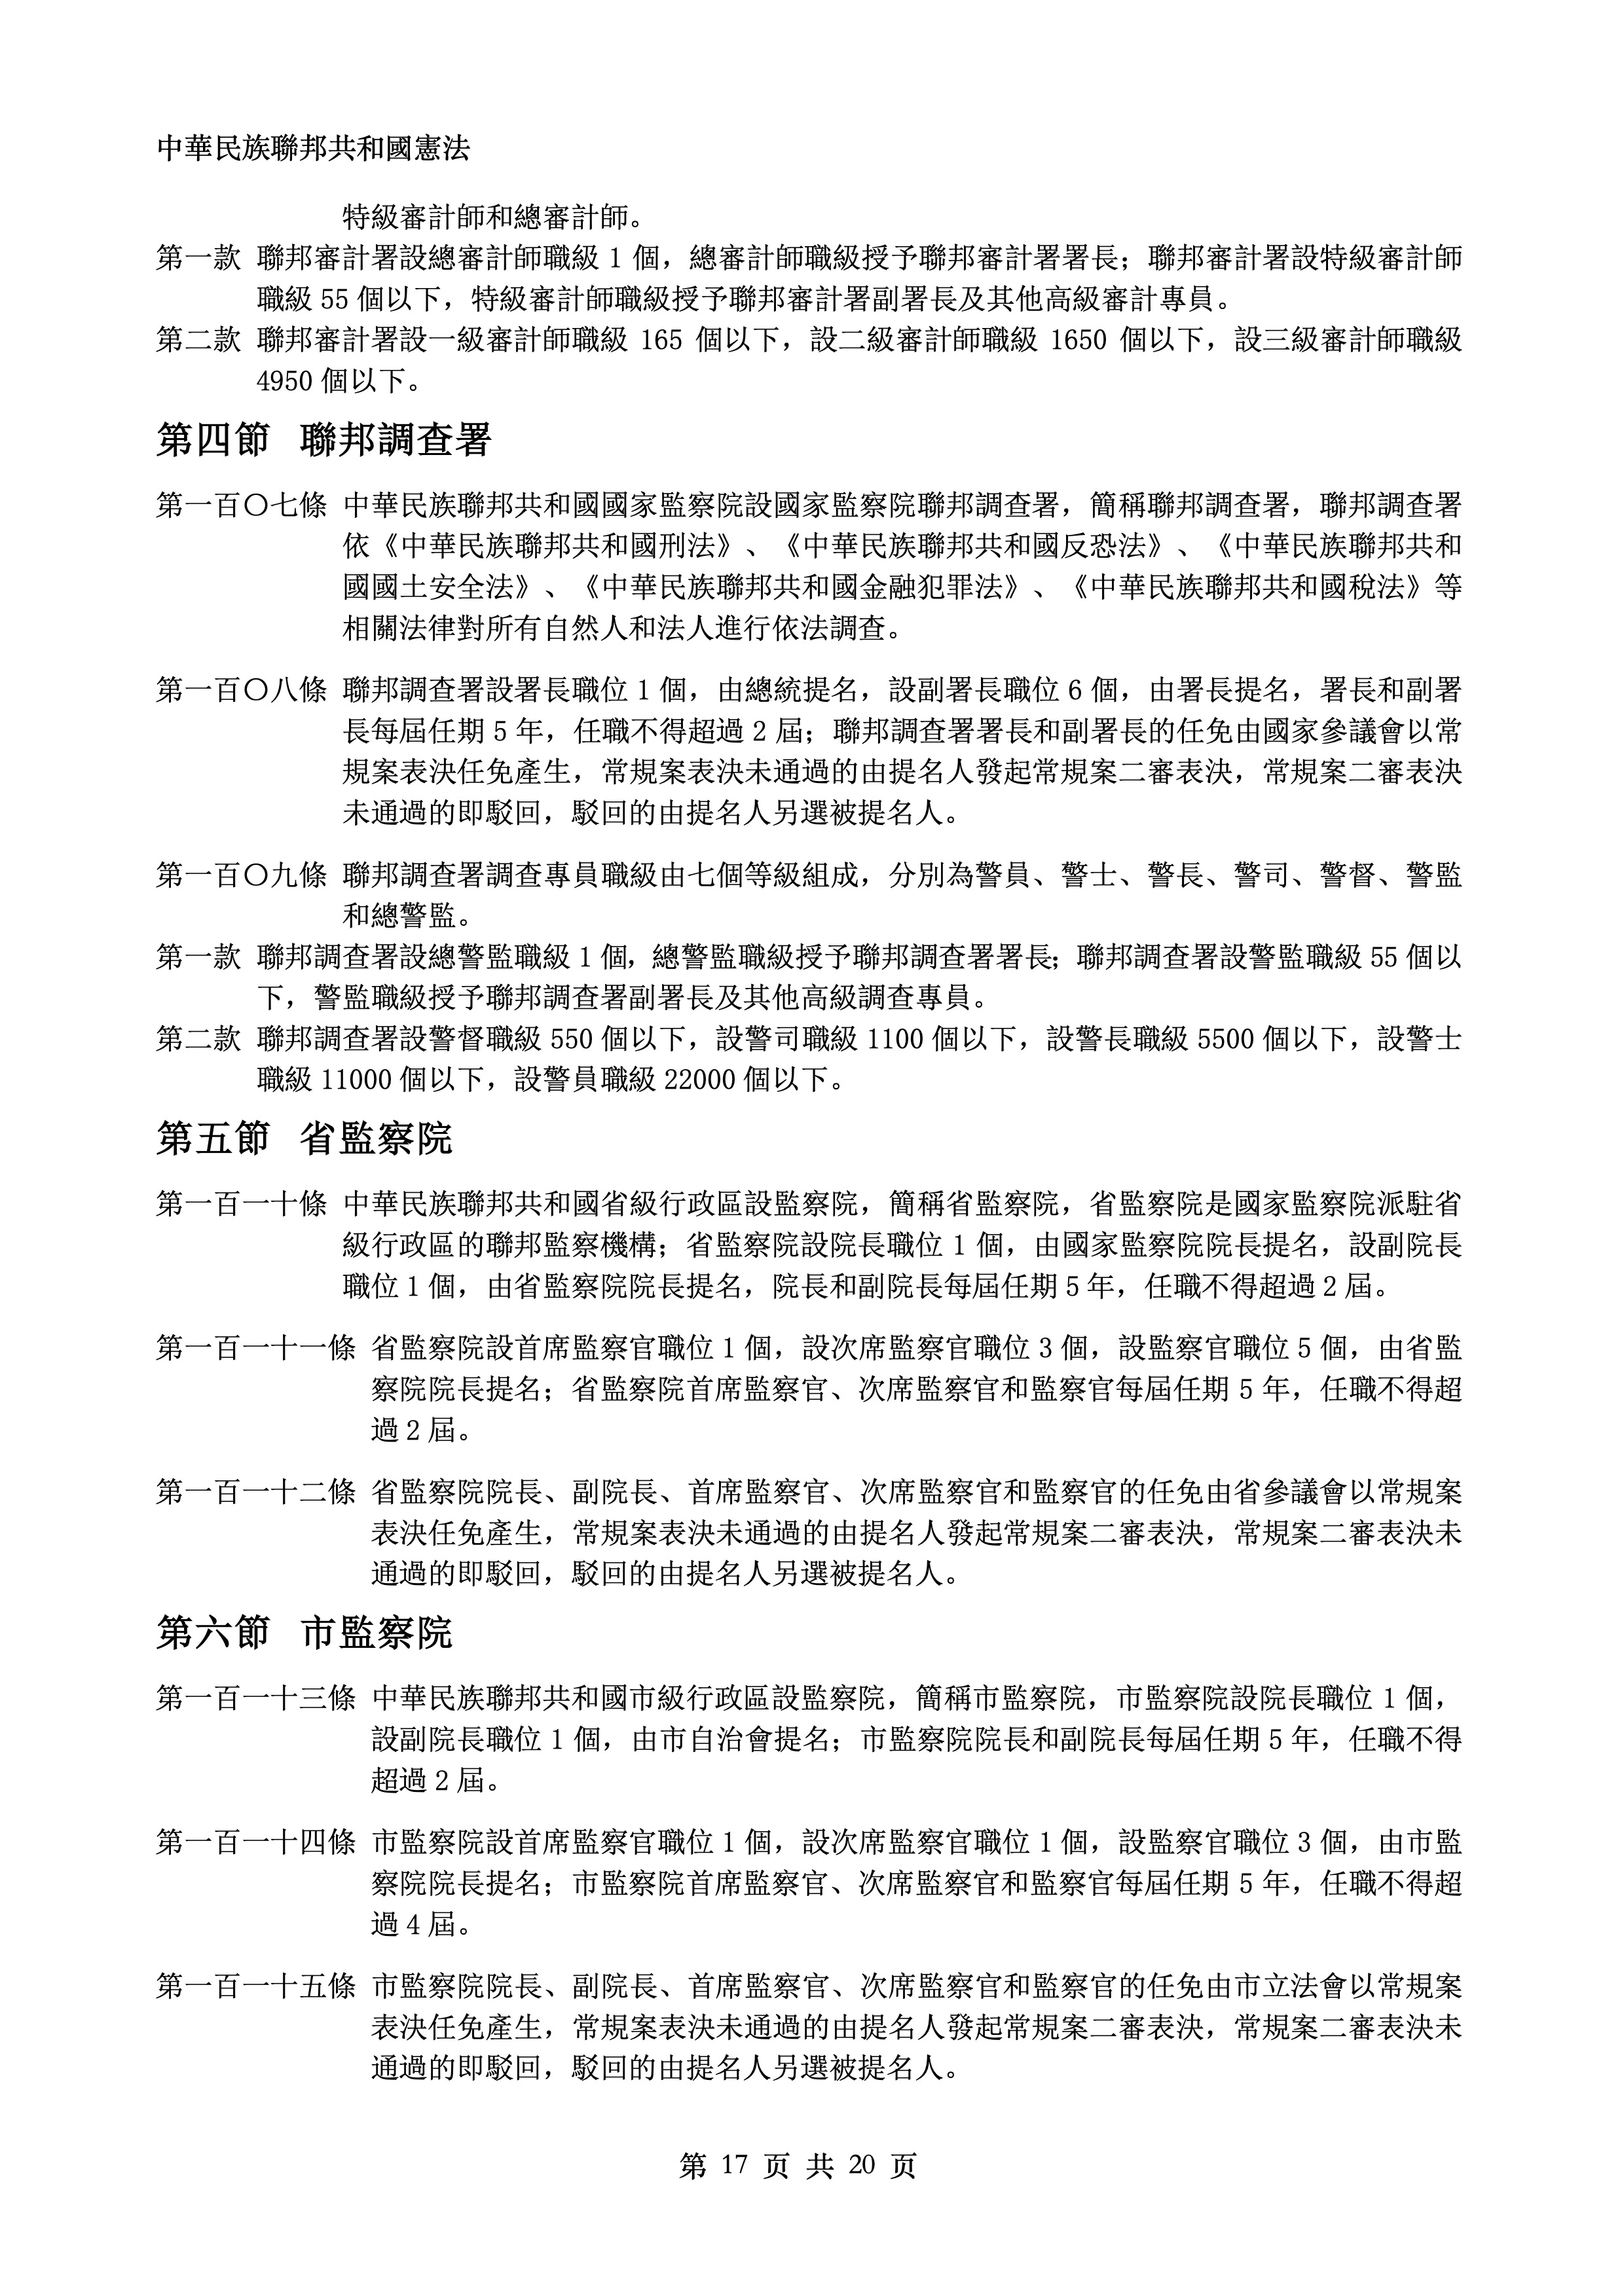 中華民族聯邦共和國憲法
特級審計師和總審計師。
第一款 聯邦審計署設總審計師職級 1 個，總審計師職級授予聯邦審計署署長；聯邦審計署設特級審計師
職級 55 個以下，特級審計師職級授予聯邦審計署副署長及其他高級審計專員。
第二款 聯邦審計署設一級審計師職級 165 個以下，設二級審計師職級 1650 個以下，設三級審計師職級
4950 個以下。
第四節 聯邦調查署
第一百〇七條 中華民族聯邦共和國國家監察院設國家監察院聯邦調查署，簡稱聯邦調查署，聯邦調查署
依《中華民族聯邦共和國刑法》、《中華民族聯邦共和國反恐法》、《中華民族聯邦共和
國國土安全法》、《中華民族聯邦共和國金融犯罪法》、《中華民族聯邦共和國稅法》等
相關法律對所有自然人和法人進行依法調查。
第一百〇八條 聯邦調查署設署長職位 1 個，由總統提名，設副署長職位 6 個，由署長提名，署長和副署
長每屆任期 5 年，任職不得超過 2 屆；聯邦調查署署長和副署長的任免由國家參議會以常
規案表決任免產生，常規案表決未通過的由提名人發起常規案二審表決，常規案二審表決
未通過的即駁回，駁回的由提名人另選被提名人。
第一百〇九條 聯邦調查署調查專員職級由七個等級組成，分別為警員、警士、警長、警司、警督、警監
和總警監。
第一款 聯邦調查署設總警監職級 1 個，總警監職級授予聯邦調查署署長；聯邦調查署設警監職級 55 個以
下，警監職級授予聯邦調查署副署長及其他高級調查專員。
第二款 聯邦調查署設警督職級 550 個以下，設警司職級 1100 個以下，設警長職級 5500 個以下，設警士
職級 11000 個以下，設警員職級 22000 個以下。
第五節 省監察院
第一百一十條 中華民族聯邦共和國省級行政區設監察院，簡稱省監察院，省監察院是國家監察院派駐省
級行政區的聯邦監察機構；省監察院設院長職位 1 個，由國家監察院院長提名，設副院長
職位 1 個，由省監察院院長提名，院長和副院長每屆任期 5 年，任職不得超過 2 屆。
第一百一十一條 省監察院設首席監察官職位 1 個，設次席監察官職位 3 個，設監察官職位 5 個，由省監
察院院長提名；省監察院首席監察官、次席監察官和監察官每屆任期 5 年，任職不得超
過 2 屆。
第一百一十二條 省監察院院長、副院長、首席監察官、次席監察官和監察官的任免由省參議會以常規案
表決任免產生，常規案表決未通過的由提名人發起常規案二審表決，常規案二審表決未
通過的即駁回，駁回的由提名人另選被提名人。
第六節 市監察院
第一百一十三條 中華民族聯邦共和國市級行政區設監察院，簡稱市監察院，市監察院設院長職位 1 個，
設副院長職位 1 個，由市自治會提名；市監察院院長和副院長每屆任期 5 年，任職不得
超過 2 屆。
第一百一十四條 市監察院設首席監察官職位 1 個，設次席監察官職位 1 個，設監察官職位 3 個，由市監
察院院長提名；市監察院首席監察官、次席監察官和監察官每屆任期 5 年，任職不得超
過 4 屆。
第一百一十五條 市監察院院長、副院長、首席監察官、次席監察官和監察官的任免由市立法會以常規案
表決任免產生，常規案表決未通過的由提名人發起常規案二審表決，常規案二審表決未
通過的即駁回，駁回的由提名人另選被提名人。
第 17 页 共 20 页